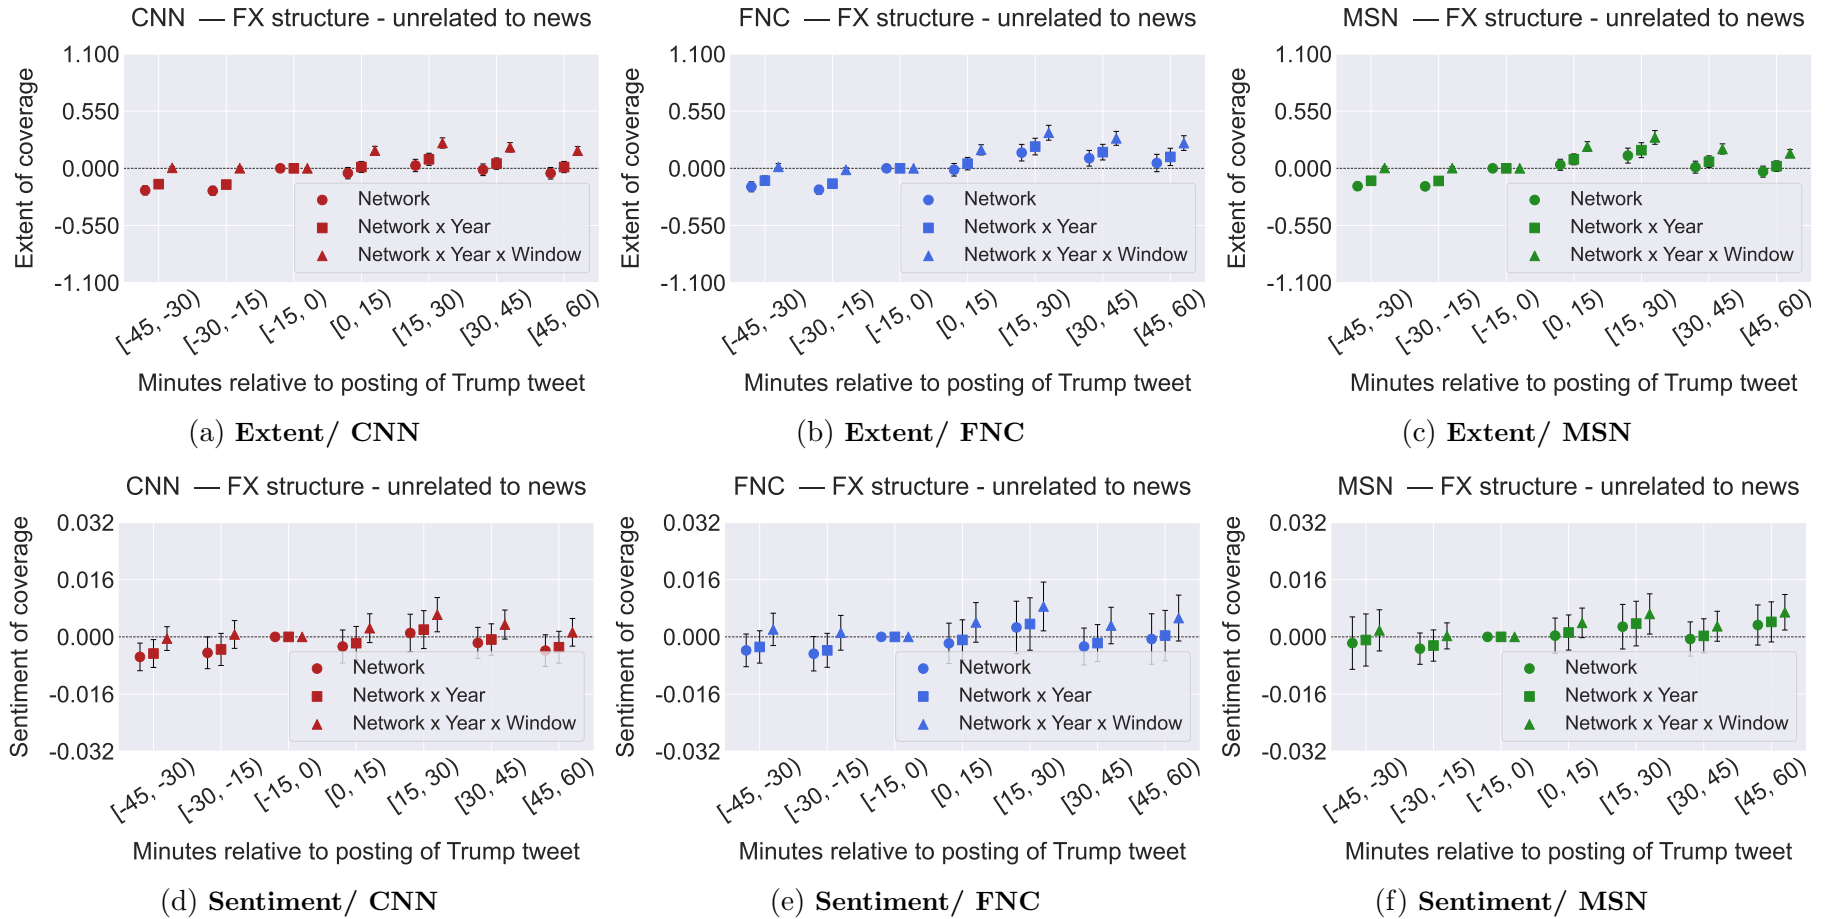 CNN — FX structure - unrelated to news
Extent of coverage
1.100
0.550
0.000
-0.550
-1.100
Network
Network x Year
Network x Year x Window
[-45, -30)
[-30, -15)
[-15, 0)
[0, 15)
[15, 30)
[30, 45)
[45, 60)
Minutes relative to posting of Trump tweet
(a) Extent/ CNN
FNC — FX structure - unrelated to news
Extent of coverage
1.100
0.550
0.000
-0.550
-1.100
Network
Network x Year
Network x Year x Window
[-45, -30)
[-30, -15)
[-15, 0)
[0, 15)
[15, 30)
[30, 45)
[45, 60)
Minutes relative to posting of Trump tweet
(b) Extent/ FNC
MSN — FX structure - unrelated to news
Extent of coverage
1.100
0.550
0.000
-0.550
-1.100
Network
Network x Year
Network x Year x Window
[-45, -30)
[-30, -15)
[-15, 0)
[0, 15)
[15, 30)
[30, 45)
[45, 60)
Minutes relative to posting of Trump tweet
(c) Extent/ MSN
CNN — FX structure - unrelated to news
Sentiment of coverage
0.032
0.016
0.000
-0.016
-0.032
Network
Network x Year
Network x Year x Window
[-45, -30)
[-30, -15)
[-15, 0)
[0, 15)
[15, 30)
[30, 45)
[45, 60)
Minutes relative to posting of Trump tweet
(d) Sentiment/ CNN
FNC — FX structure - unrelated to news
Sentiment of coverage
0.032
0.016
0.000
-0.016
-0.032
Network
Network x Year
Network x Year x Window
[-45, -30)
[-30, -15)
[-15, 0)
[0, 15)
[15, 30)
[30, 45)
[45, 60)
Minutes relative to posting of Trump tweet
(e) Sentiment/ FNC
MSN — FX structure - unrelated to news
Sentiment of coverage
0.032
0.016
0.000
-0.016
-0.032
Network
Network x Year
Network x Year x Window
[-45, -30)
[-30, -15)
[-15, 0)
[0, 15)
[15, 30)
[30, 45)
[45, 60)
Minutes relative to posting of Trump tweet
(f) Sentiment/ MSN